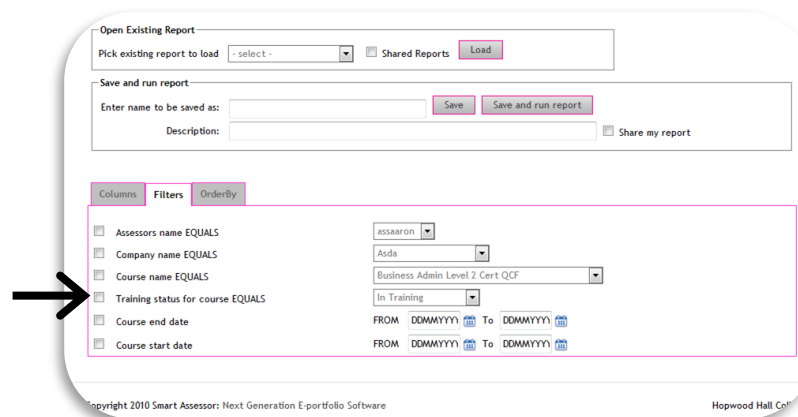 Open Existing Report
Pick existing report to load - select - Shared Reports Load
Save and run report
Enter name to be saved as: Save Save and run report
Description: Share my report
Columns Filters OrderBy
Assessors name EQUALS assaaron
Company name EQUALS Asda
Course name EQUALS Business Admin Level 2 Cert QCF
Training status for course EQUALS In Training
Course end date FROM DDMMYYYY To DDMMYYYY
Course start date FROM DDMMYYYY To DDMMYYYY
Copyright 2010 Smart Assessor: Next Generation E-portfolio Software Hopwood Hall